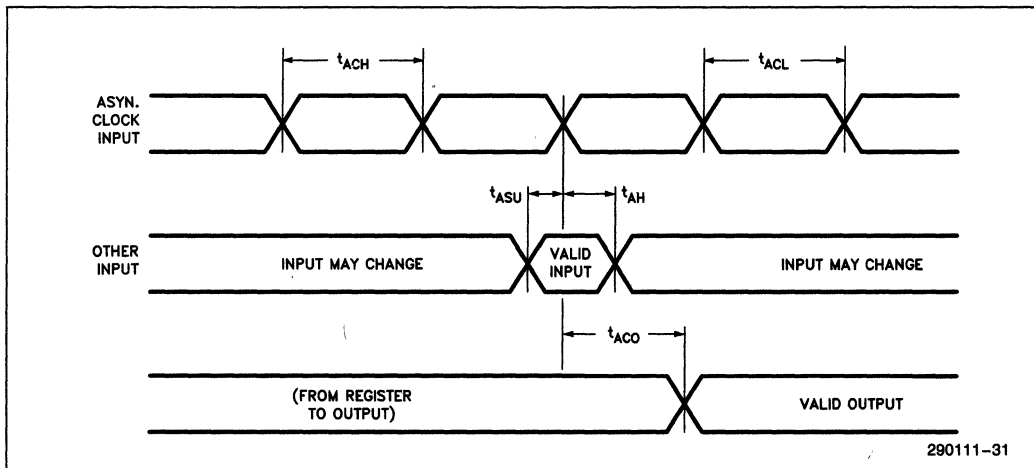 tACH
tACL
ASYN.
CLOCK
INPUT
tASU
tAH
OTHER
INPUT
INPUT MAY CHANGE
VALID
INPUT
INPUT MAY CHANGE
tACO
(FROM REGISTER
TO OUTPUT)
VALID OUTPUT
290111-31